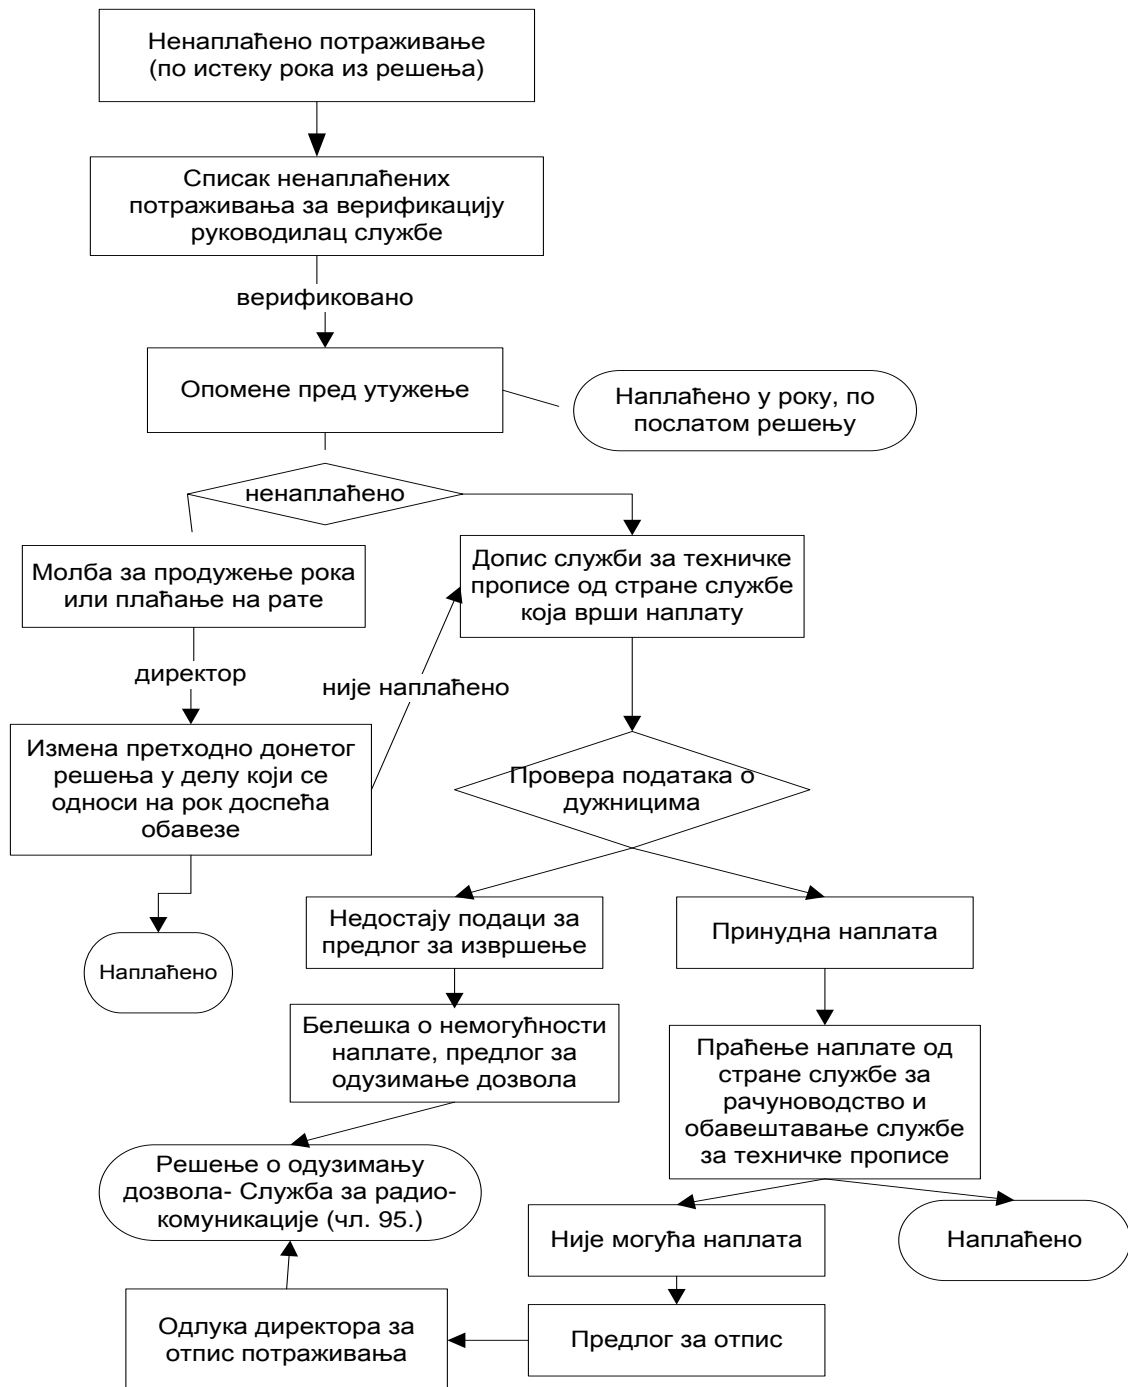 Ненаплаћено потраживање
(по истеку рока из решења)
Списак ненаплаћених
потраживања за верификацију
руководилац службе
верификовано
Опомене пред утужење
Наплаћено у року, по
послатом решењу
ненаплаћено
Молба за продужење рока
или плаћање на рате
Допис служби за техничке
прописе од стране службе
која врши наплату
директор
није наплаћено
Измена претходно донетог
решења у делу који се
односи на рок доспећа
обавезе
Провера података о
дужницима
Наплаћено
Недостају подаци за
предлог за извршење
Принудна наплата
Белешка о немогућности
наплате, предлог за
одузимање дозвола
Праћење наплате од
стране службе за
рачуноводство и
обавештавање службе
за техничке прописе
Решење о одузимању
дозвола- Служба за радио-
комуникације (чл. 95.)
Није могућа наплата
Наплаћено
Одлука директора за
отпис потраживања
Предлог за отпис